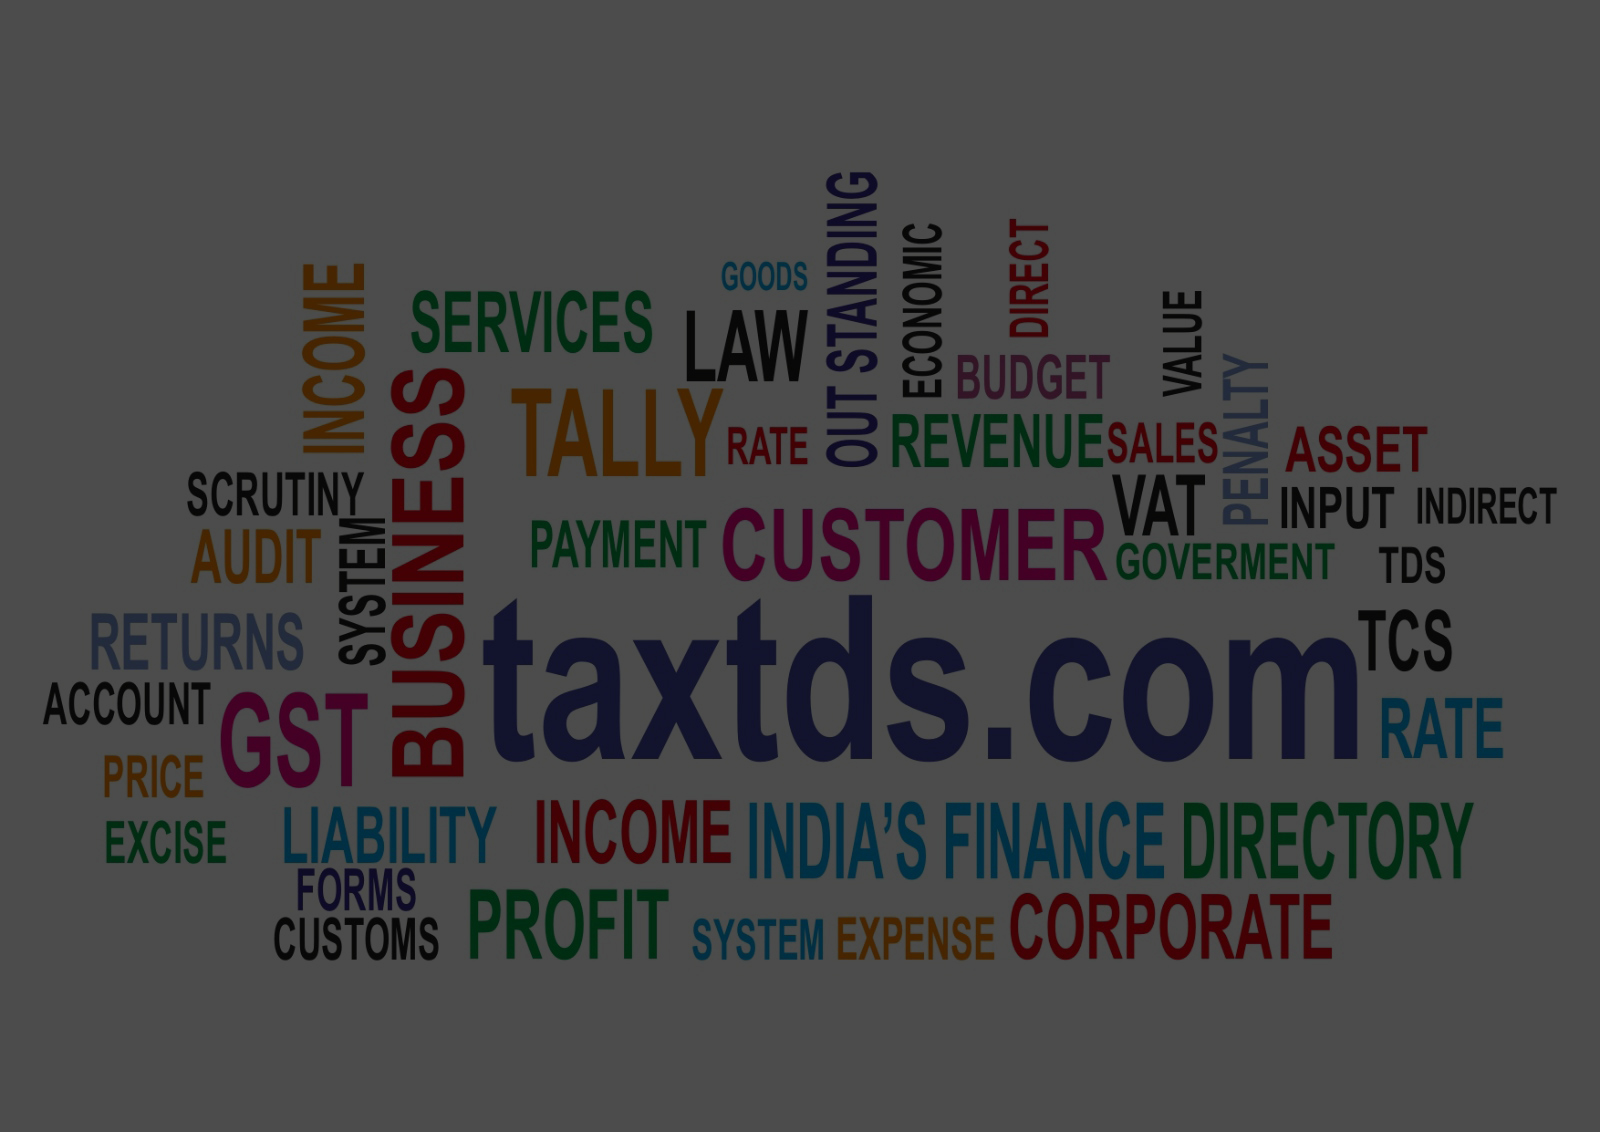 OUT STANDING
DIRECT
ECONOMIC
GOODS
INCOME
SERVICES
VALUE
LAW
BUDGET
PENALTY
BUSINESS
TALLY
RATE
REVENUE
SALES
ASSET
SCRUTINY
VAT
INPUT
INDIRECT
CUSTOMER
PAYMENT
SYSTEM
AUDIT
GOVERMENT
TDS
taxtds.com
TCS
RETURNS
ACCOUNT
GST
RATE
PRICE
INCOME
INDIA'S FINANCE DIRECTORY
LIABILITY
EXCISE
FORMS
PROFIT
CORPORATE
CUSTOMS
SYSTEM
EXPENSE